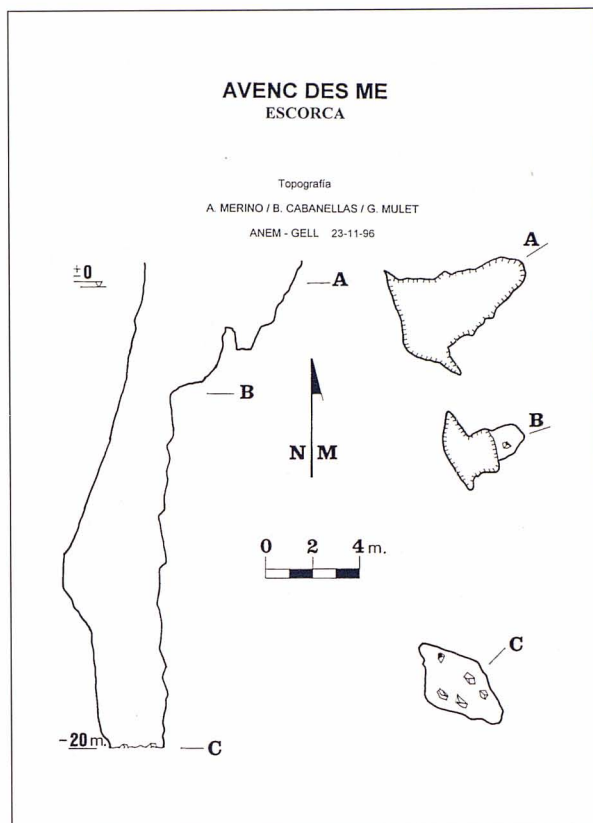 AVENC DES ME
ESCORCA
Topografía
A. MERINO / B. CABANELLAS / G. MULET
ANEM - GELL 23-11-96
±0
A
A
B
B
N M
0 2 4 m.
C
-20 m.
C